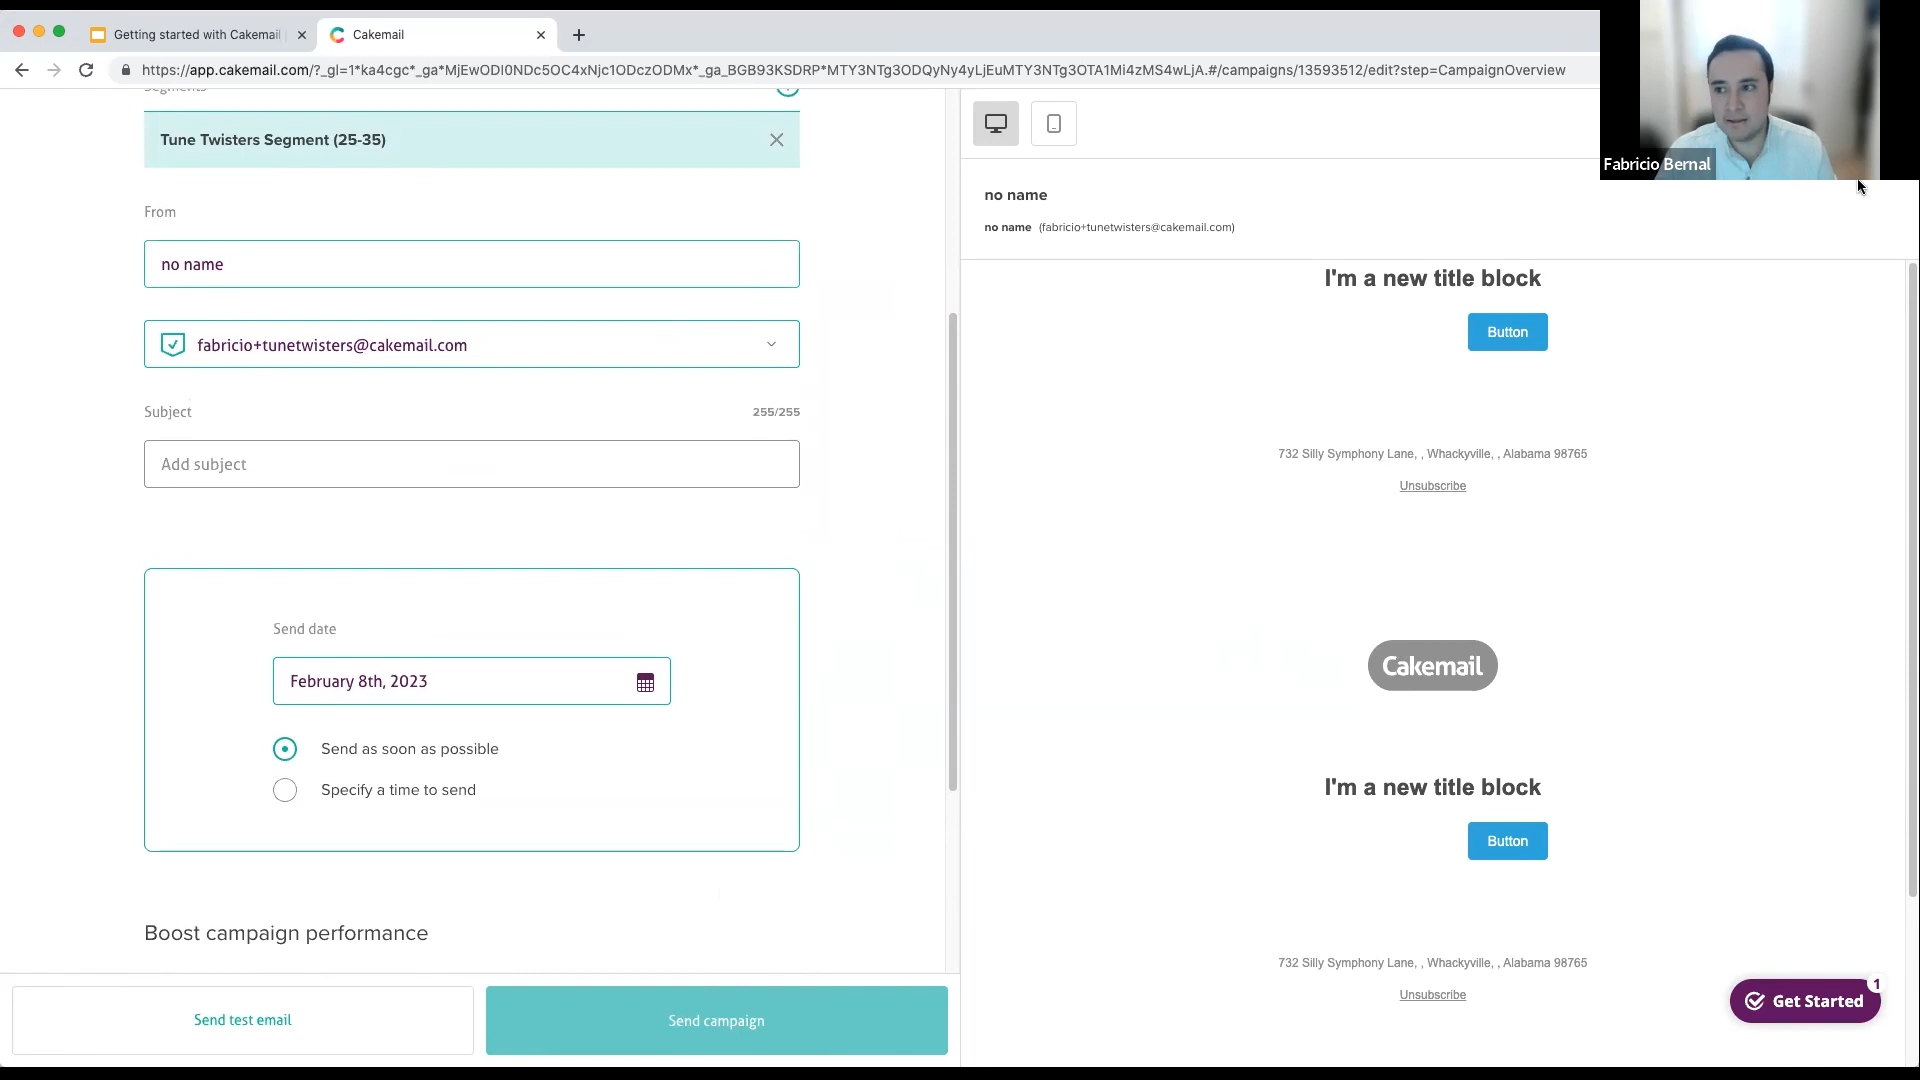 Getting started with Cakemail
Cakemail
https://app.cakemail.com/?_gl=1*ka4cgc*_ga*MjEwODI0NDc5OC4xNjc1ODczODMx*_ga_BGB93KSDRP*MTY3NTg3ODQyNy4yLjEuMTY3NTg3OTA1Mi4zMS4wLjA.#/campaigns/13593512/edit?step=CampaignOverview
Fabricio Bernal
Segments
Tune Twisters Segment (25-35)
From
no name
fabricio+tunetwisters@cakemail.com
Subject
255/255
Add subject
Send date
February 8th, 2023
Send as soon as possible
Specify a time to send
Boost campaign performance
Send test email
Send campaign
no name
no name (fabricio+tunetwisters@cakemail.com)
I'm a new title block
Button
732 Silly Symphony Lane, , Whackyville, , Alabama 98765
Unsubscribe
Cakemail
I'm a new title block
Button
732 Silly Symphony Lane, , Whackyville, , Alabama 98765
Unsubscribe
Get Started
1